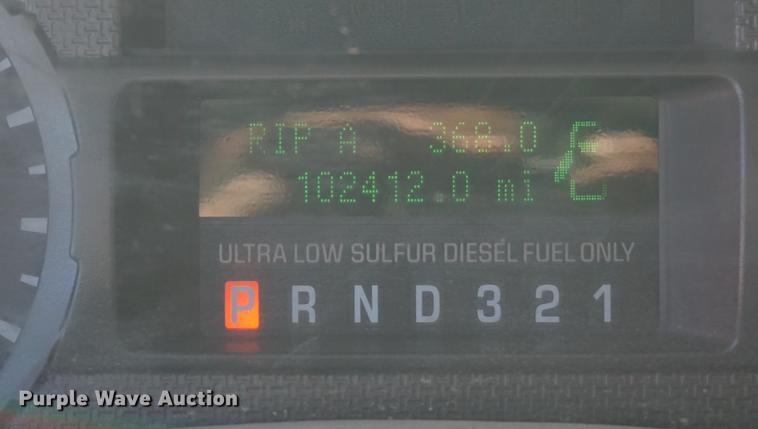 RIP A 368.0
102412.0 mi
ULTRA LOW SULFUR DIESEL FUEL ONLY
P R N D 3 2 1
Purple Wave Auction